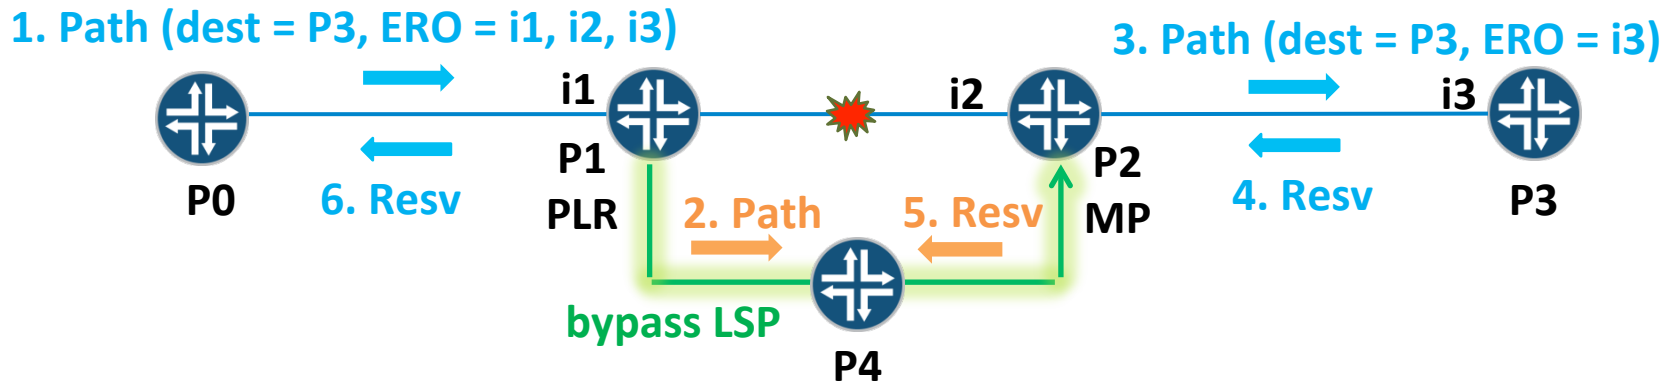 1. Path (dest = P3, ERO = i1, i2, i3)
3. Path (dest = P3, ERO = i3)
i1
i2
i3
P0
P1
PLR
P2
MP
P3
6. Resv
2. Path
5. Resv
4. Resv
bypass LSP
P4